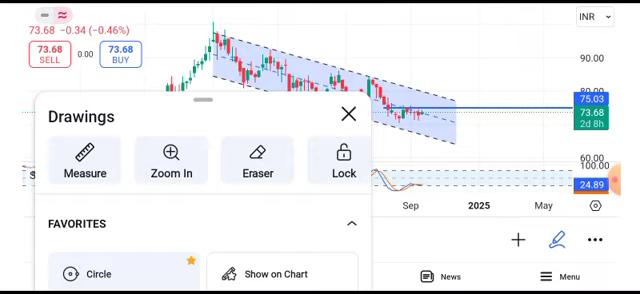 INR
73.68 −0.34 (−0.46%)
73.68
SELL
0.00
73.68
BUY
90.00
80.00
75.03
73.68
2d 8h
60.00
Drawings
Measure
Zoom In
Eraser
Lock
100.00
24.89
FAVORITES
Sep
2025
May
Circle
Show on Chart
News
Menu